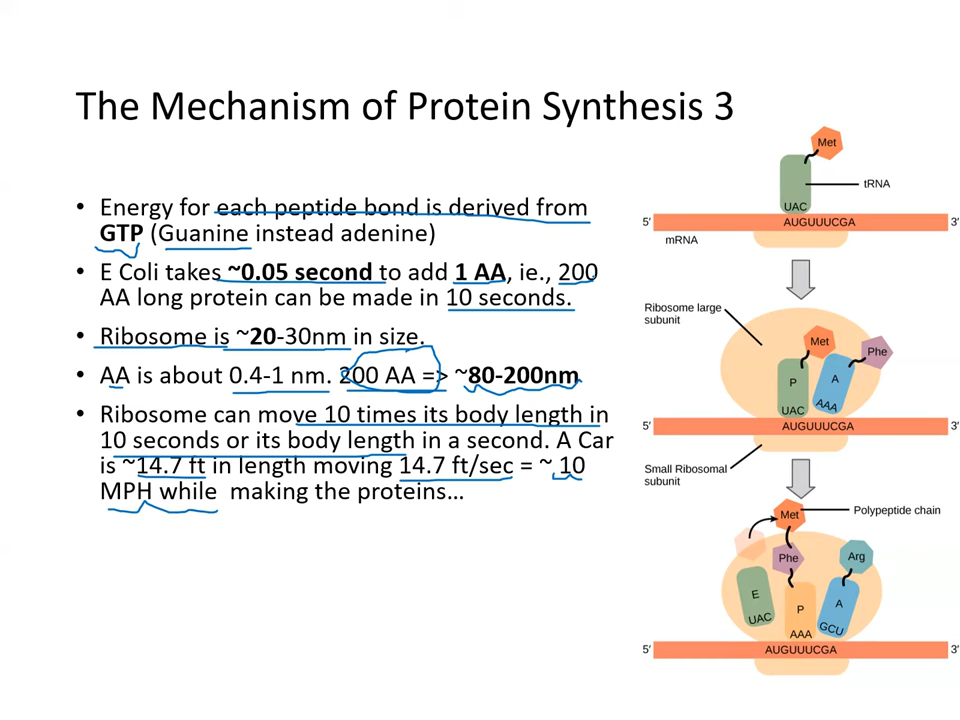 The Mechanism of Protein Synthesis 3
• Energy for each peptide bond is derived from
GTP (Guanine instead adenine)
• E Coli takes ~0.05 second to add 1 AA, ie., 200
AA long protein can be made in 10 seconds.
• Ribosome is ~20-30nm in size.
• AA is about 0.4-1 nm. 200 AA => ~80-200nm
• Ribosome can move 10 times its body length in
10 seconds or its body length in a second. A Car
is ~14.7 ft in length moving 14.7 ft/sec = ~ 10
MPH while making the proteins...
Met
tRNA
UAC
5' AUGUUUCGA 3'
mRNA
Ribosome large
subunit
Met
Phe
P
A
UAC
AAA
5' AUGUUUCGA 3'
Small Ribosomal
subunit
Met
Polypeptide chain
Phe
Arg
E
P
A
UAC
AAA
GCU
5' AUGUUUCGA 3'